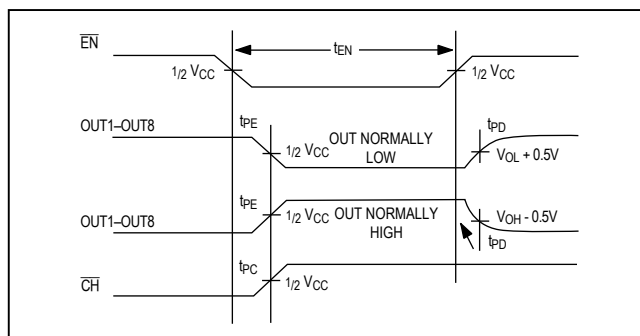 EN
tEN
1/2 VCC
1/2 VCC
OUT1–OUT8
tPE
1/2 VCC
OUT NORMALLY
LOW
tPD
VOL + 0.5V
OUT1–OUT8
tPE
1/2 VCC
OUT NORMALLY
HIGH
VOH - 0.5V
tPD
CH
tPC
1/2 VCC